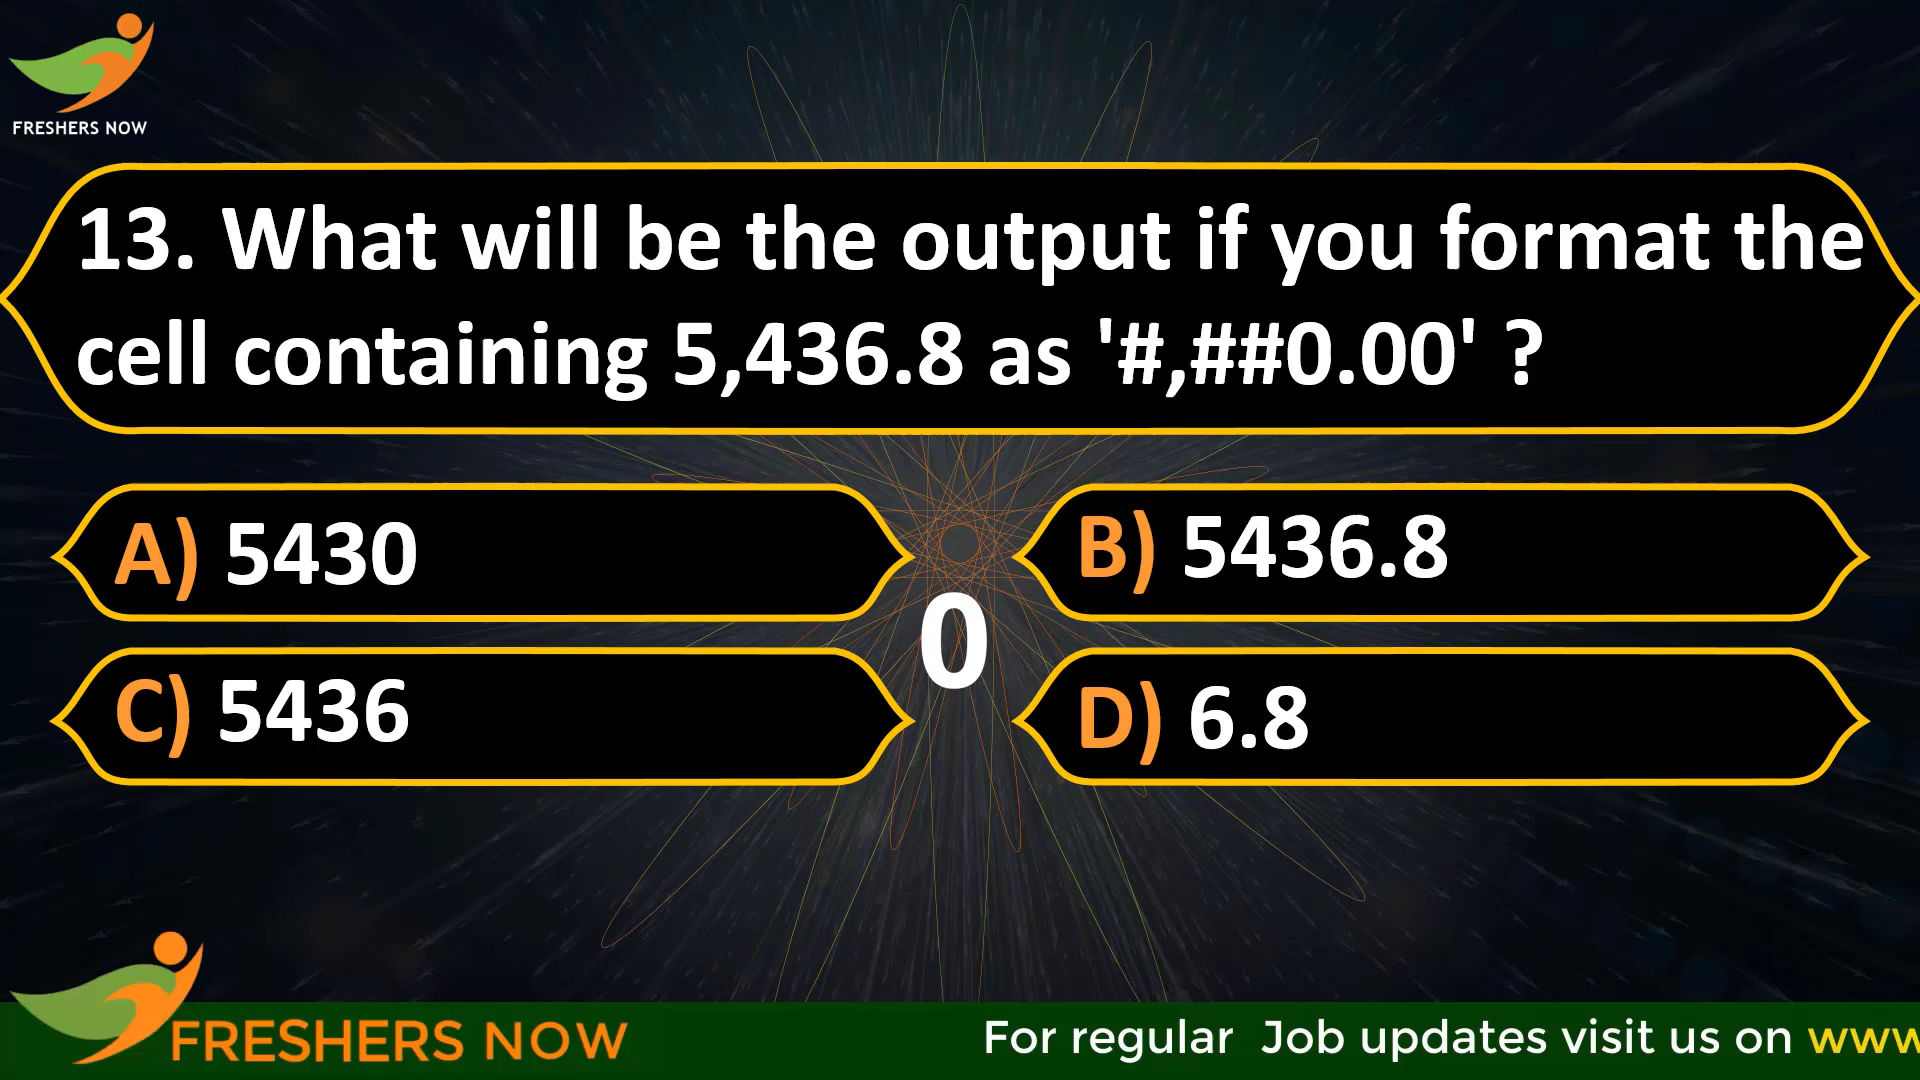 FRESHERS NOW
13. What will be the output if you format the
cell containing 5,436.8 as '#,##0.00' ?
A) 5430
B) 5436.8
0
C) 5436
D) 6.8
FRESHERS NOW
For regular Job updates visit us on www